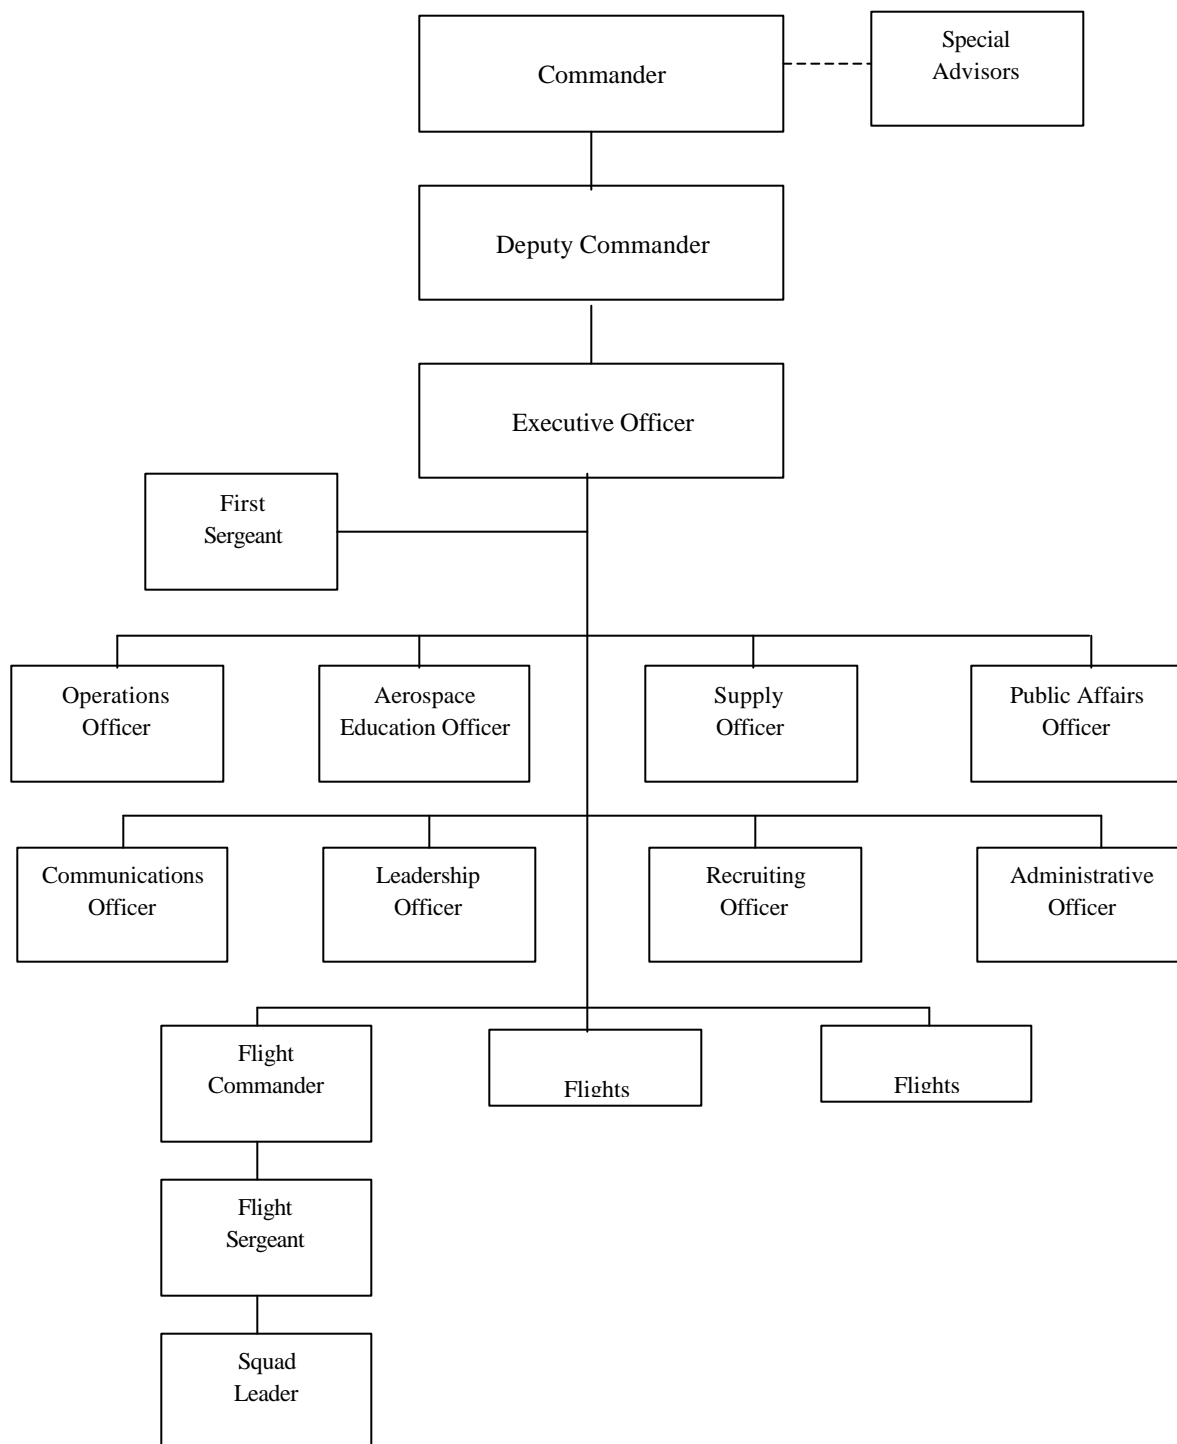 Commander
Special
Advisors
Deputy Commander
Executive Officer
First
Sergeant
Operations
Officer
Aerospace
Education Officer
Supply
Officer
Public Affairs
Officer
Communications
Officer
Leadership
Officer
Recruiting
Officer
Administrative
Officer
Flight
Commander
Flights
Flights
Flight
Sergeant
Squad
Leader